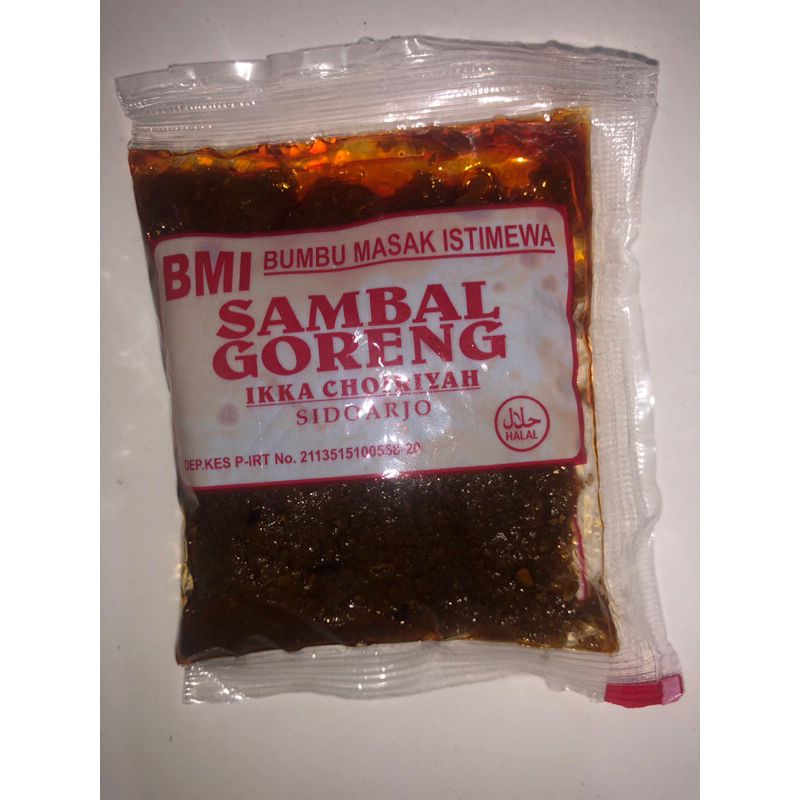 BMI BUMBU MASAK ISTIMEWA
SAMBAL
GORENG
IKKA CHOIRIYAH
SIDOARJO
حلال
HALAL
DEP.KES P-IRT No. 2113515100558-20